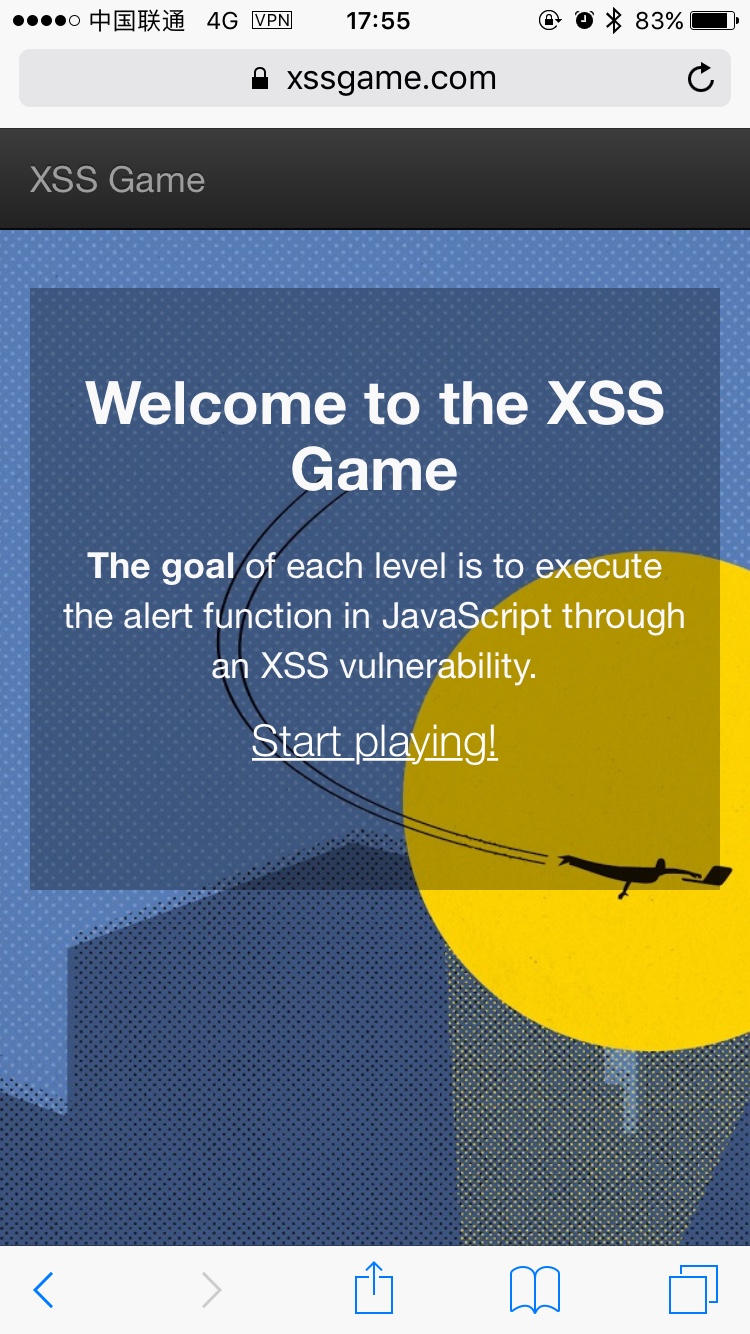 中国联通 4G VPN 17:55 83%
xssgame.com
XSS Game
Welcome to the XSS
Game
The goal of each level is to execute
the alert function in JavaScript through
an XSS vulnerability.
Start playing!